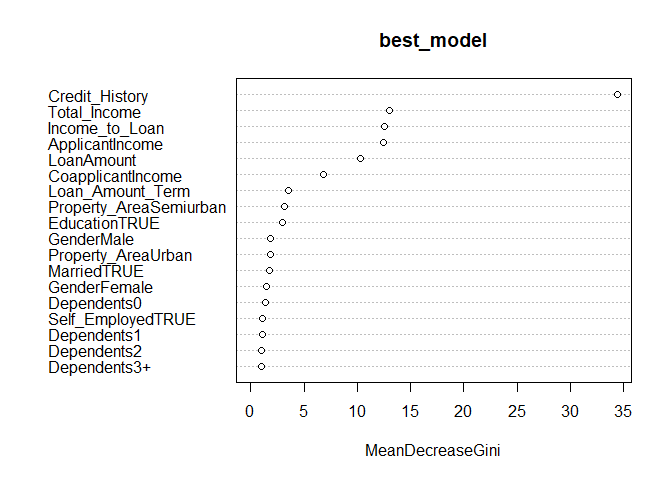 best_model
Credit_History
Total_Income
Income_to_Loan
ApplicantIncome
LoanAmount
CoapplicantIncome
Loan_Amount_Term
Property_AreaSemiurban
EducationTRUE
GenderMale
Property_AreaUrban
MarriedTRUE
GenderFemale
Dependents0
Self_EmployedTRUE
Dependents1
Dependents2
Dependents3+
0 5 10 15 20 25 30 35
MeanDecreaseGini